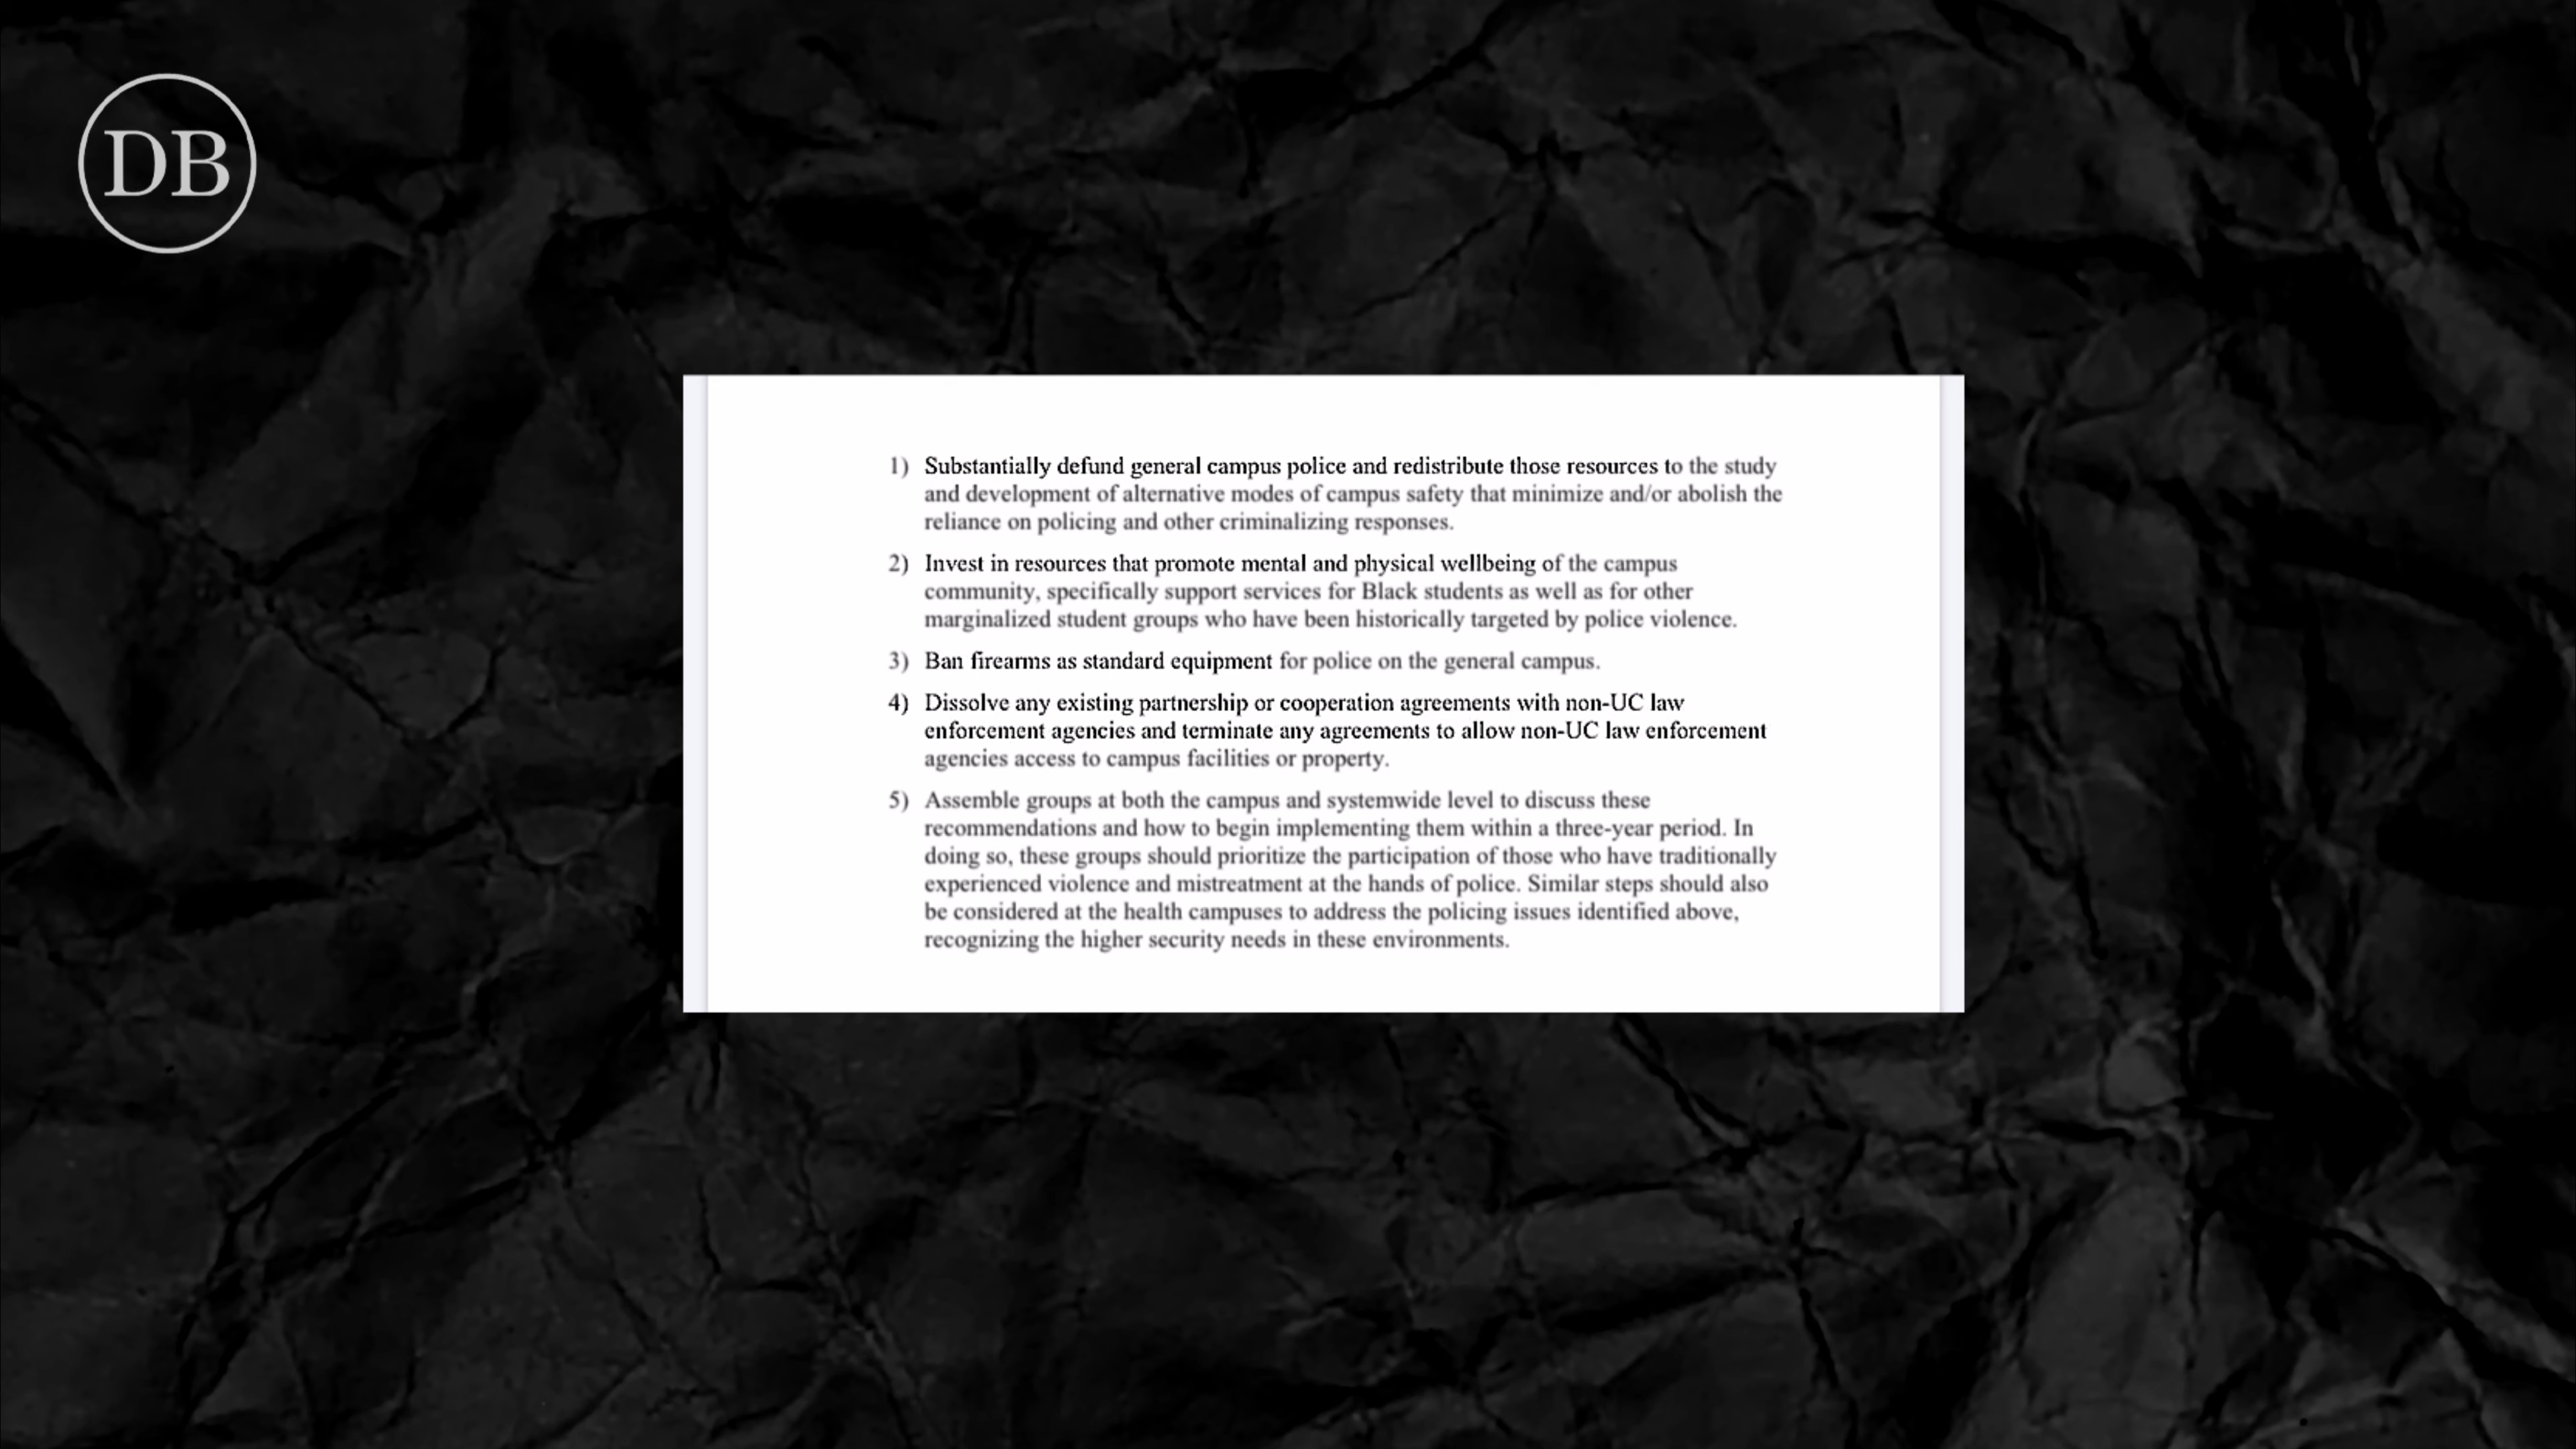 DB
1) Substantially defund general campus police and redistribute those resources to the study
and development of alternative modes of campus safety that minimize and/or abolish the
reliance on policing and other criminalizing responses.
2) Invest in resources that promote mental and physical wellbeing of the campus
community, specifically support services for Black students as well as for other
marginalized student groups who have been historically targeted by police violence.
3) Ban firearms as standard equipment for police on the general campus.
4) Dissolve any existing partnership or cooperation agreements with non-UC law
enforcement agencies and terminate any agreements to allow non-UC law enforcement
agencies access to campus facilities or property.
5) Assemble groups at both the campus and systemwide level to discuss these
recommendations and how to begin implementing them within a three-year period. In
doing so, these groups should prioritize the participation of those who have traditionally
experienced violence and mistreatment at the hands of police. Similar steps should also
be considered at the health campuses to address the policing issues identified above,
recognizing the higher security needs in these environments.